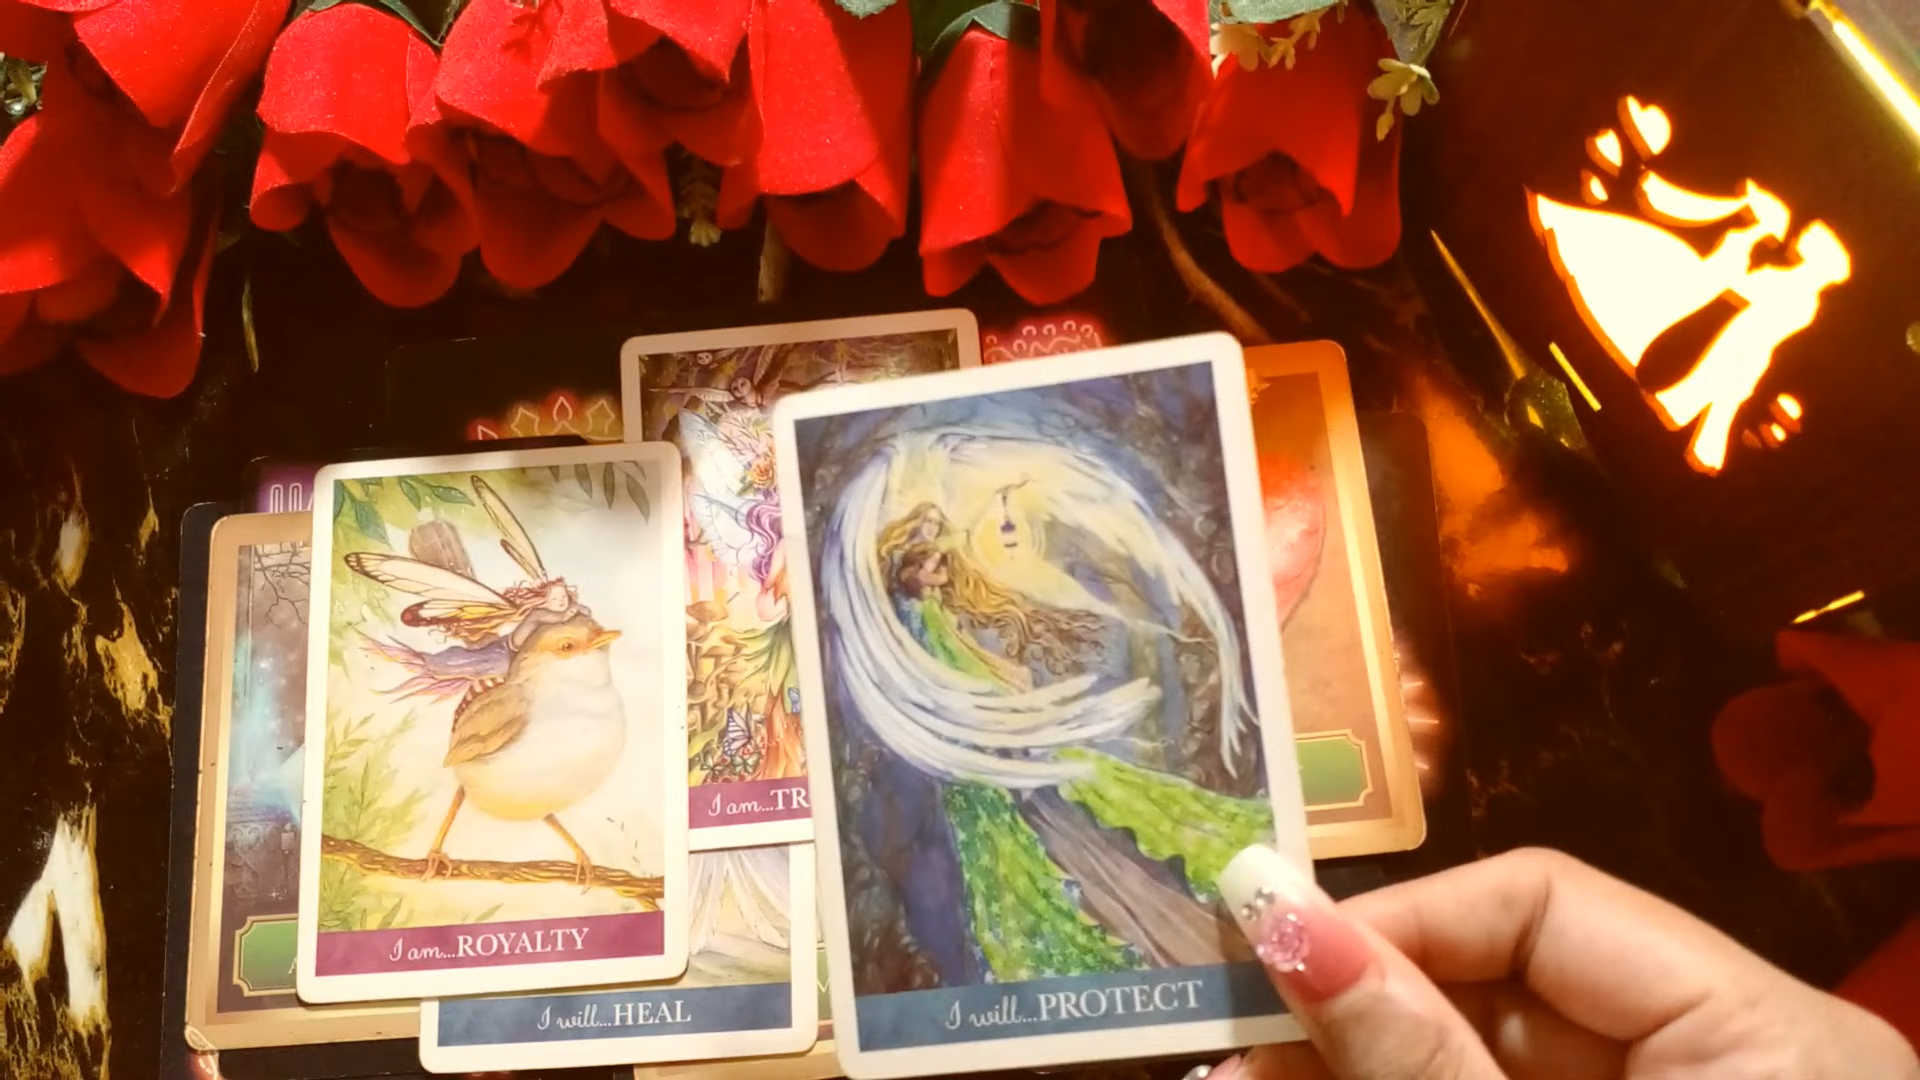 I am...TR
I am...ROYALTY
I will...HEAL
I will...PROTECT